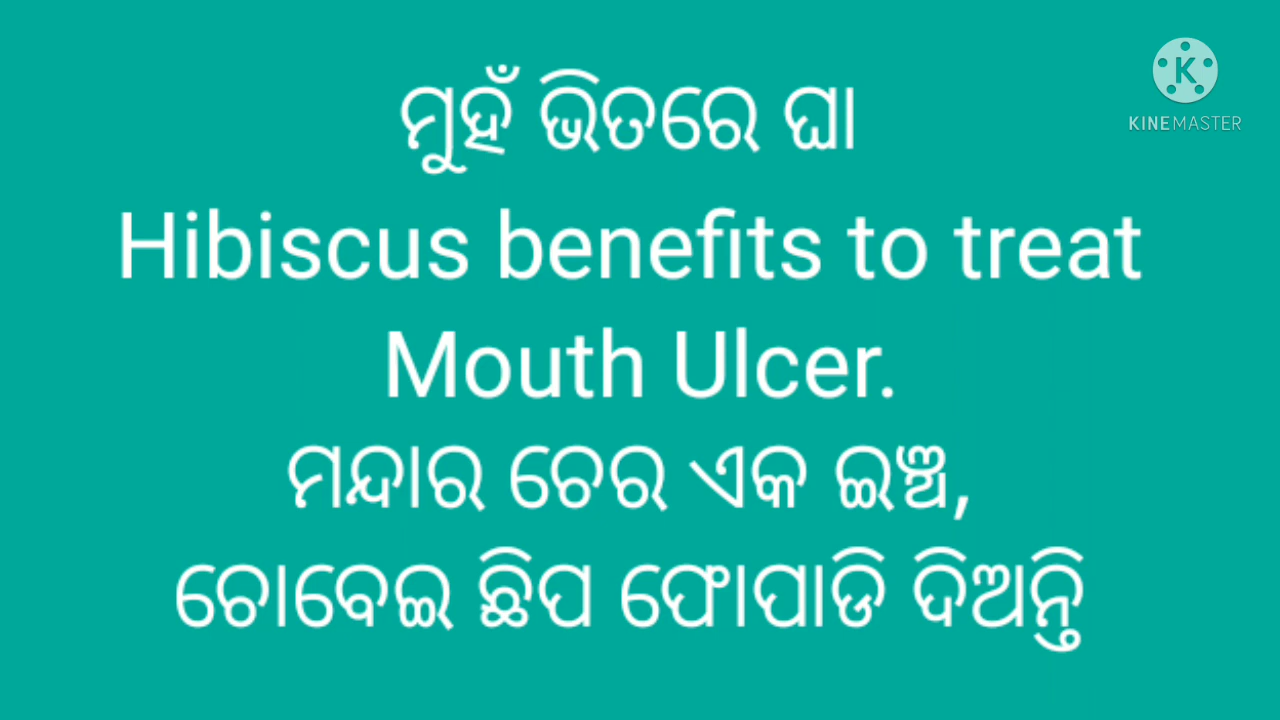 ମୁହଁ ଭିତରେ ଘା
KINEMASTER
Hibiscus benefits to treat
Mouth Ulcer.
ମନ୍ଦାର ଚେର ଏକ ଇଞ୍ଚ,
ଚୋବେଇ ଛିପ ଫୋପାଡି ଦିଅନ୍ତି